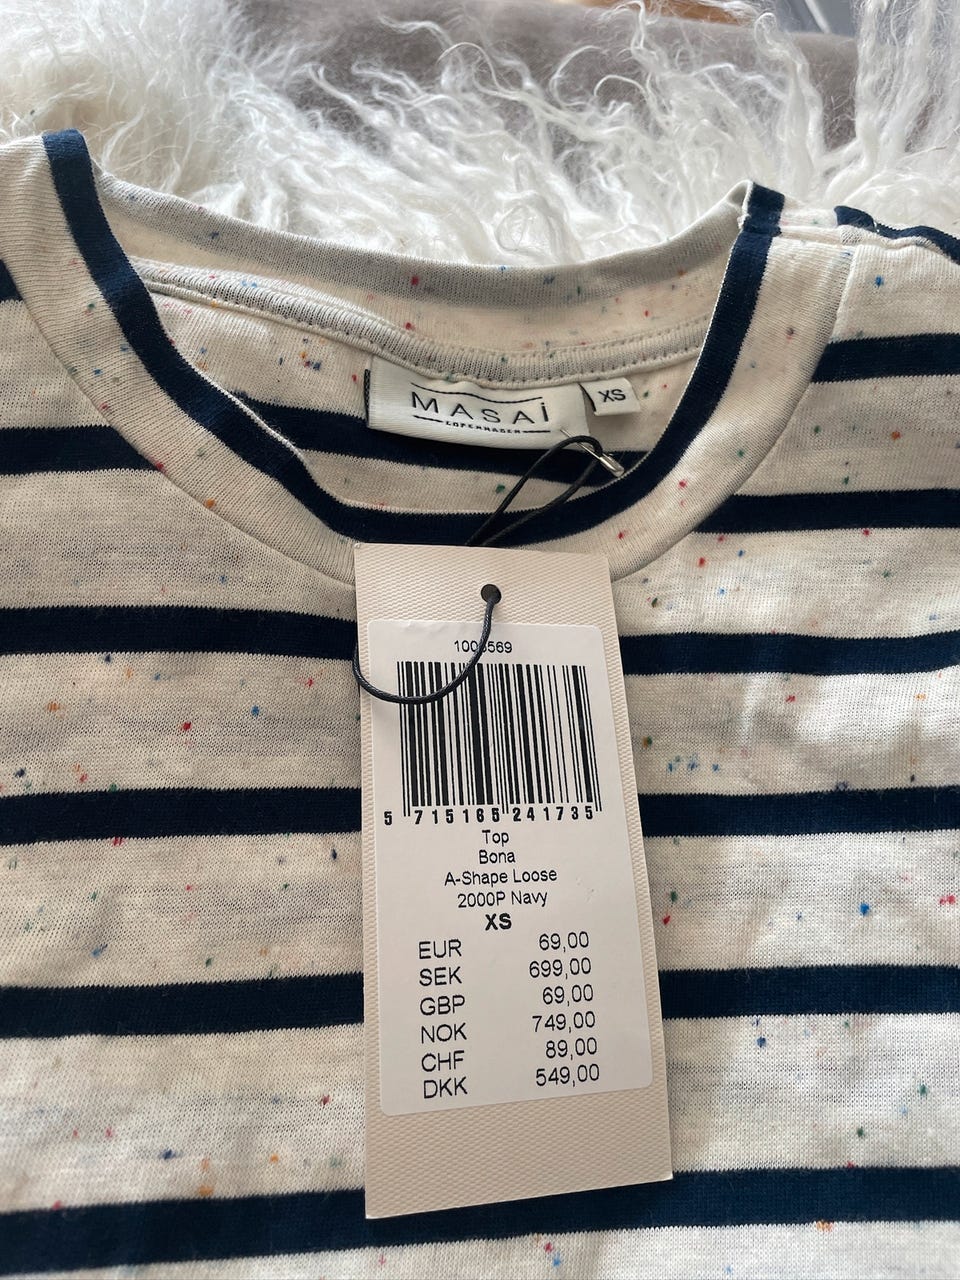 MASAI
COPENHAGEN
XS
5 715165 241735
Top
Bona
A-Shape Loose
2000P Navy
XS
EUR 69,00
SEK 699,00
GBP 69,00
NOK 749,00
CHF 89,00
DKK 549,00